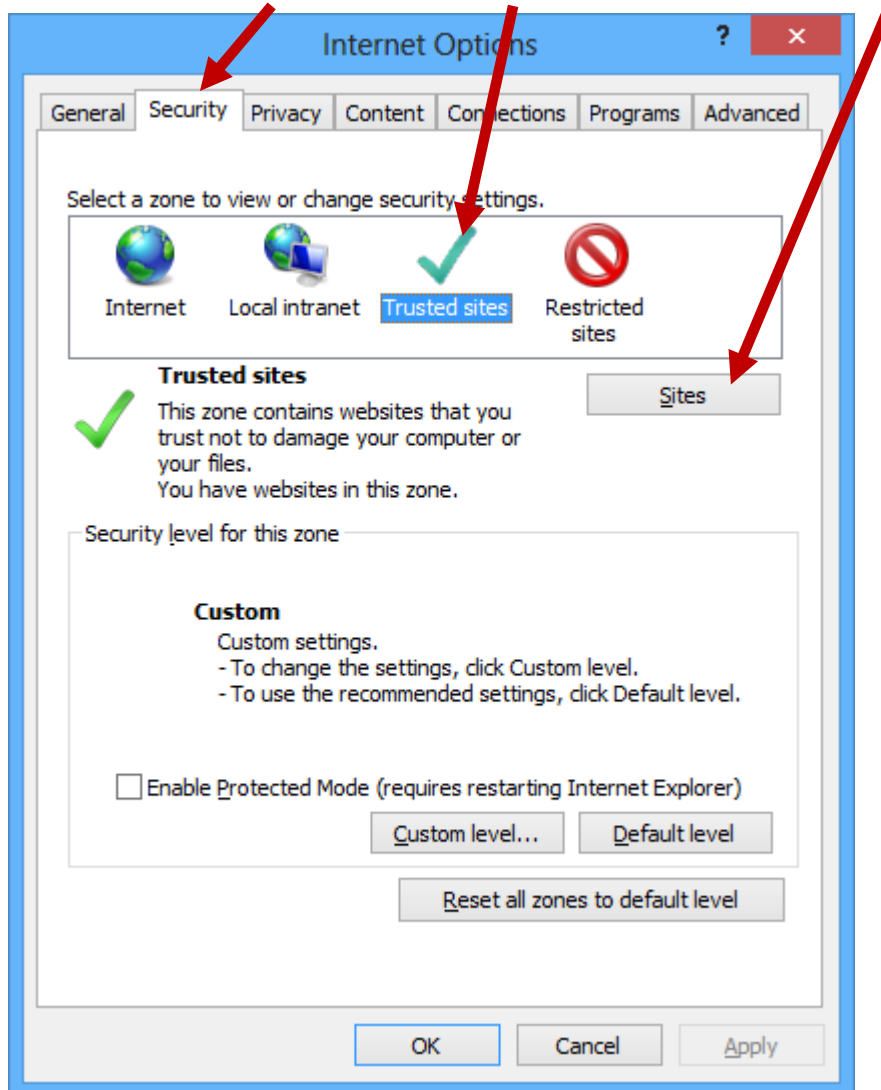 Internet Options
?
×
General Security Privacy Content Connections Programs Advanced
Select a zone to view or change security settings.
Internet Local intranet Trusted sites Restricted
sites
Trusted sites
Sites
This zone contains websites that you
trust not to damage your computer or
your files.
You have websites in this zone.
Security level for this zone
Custom
Custom settings.
- To change the settings, click Custom level.
- To use the recommended settings, click Default level.
Enable Protected Mode (requires restarting Internet Explorer)
Custom level... Default level
Reset all zones to default level
OK Cancel Apply